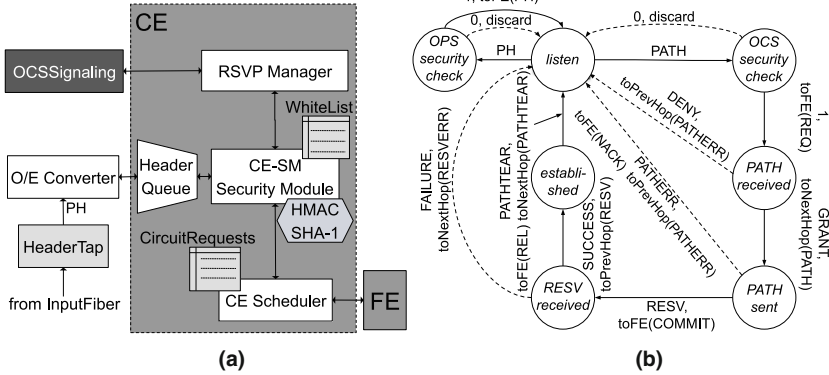 CE
OCSSignaling
RSVP Manager
WhiteList
O/E Converter
Header
Queue
CE-SM
Security Module
PH
HMAC
SHA-1
HeaderTap
CircuitRequests
from InputFiber
CE Scheduler
FE
(a)
0, discard
0, discard
OPS
security
check
PH
listen
PATH
OCS
security
check
DENY,
toPrevHop(PATHERR)
1,
toFE(REQ)
FAILURE,
toNextHop(RESVERR)
PATHTEAR,
toFE(REL) toNextHop(PATHTEAR)
toFE(NACK)
PATHERR,
toPrevHop(PATHERR)
establi-
shed
PATH
received
SUCCESS,
toPrevHop(RESV)
GRANT,
toNextHop(PATH)
RESV
received
RESV,
toFE(COMMIT)
PATH
sent
(b)